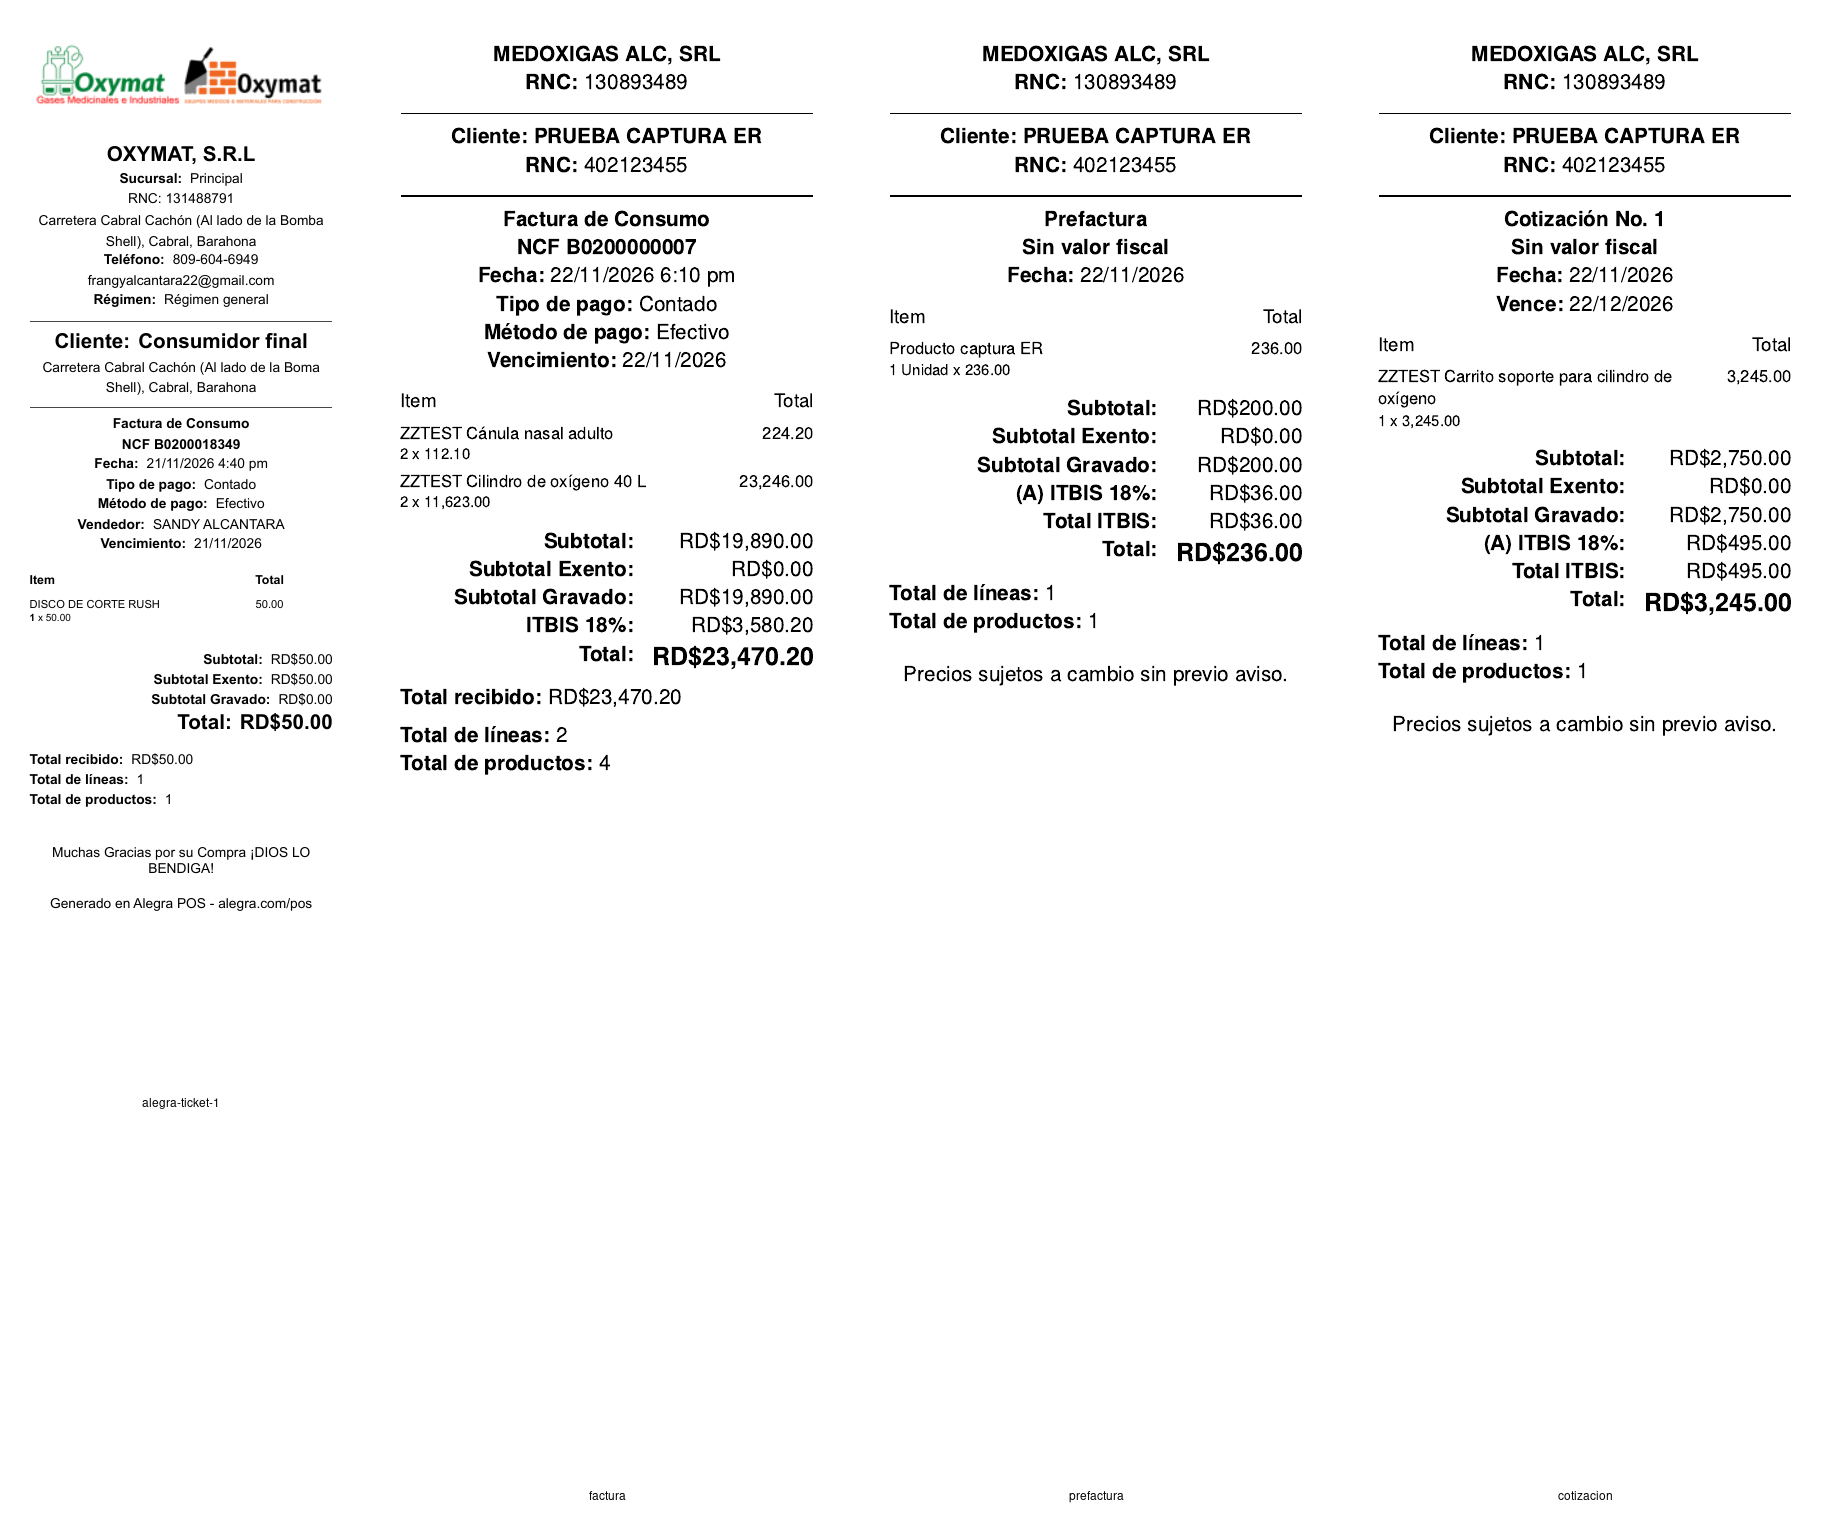 Oxymat
Gases Medicinales e Industriales
Oxymat
EQUIPOS MEDICOS & MATERIALES PARA CONSTRUCCIÓN
OXYMAT, S.R.L
Sucursal: Principal
RNC: 131488791
Carretera Cabral Cachón (Al lado de la Bomba
Shell), Cabral, Barahona
Teléfono: 809-604-6949
frangyalcantara22@gmail.com
Régimen: Régimen general
Cliente: Consumidor final
Carretera Cabral Cachón (Al lado de la Boma
Shell), Cabral, Barahona
Factura de Consumo
NCF B0200018349
Fecha: 21/11/2026 4:40 pm
Tipo de pago: Contado
Método de pago: Efectivo
Vendedor: SANDY ALCANTARA
Vencimiento: 21/11/2026
Item Total
DISCO DE CORTE RUSH 50.00
1 x 50.00
Subtotal: RD$50.00
Subtotal Exento: RD$50.00
Subtotal Gravado: RD$0.00
Total: RD$50.00
Total recibido: RD$50.00
Total de líneas: 1
Total de productos: 1
Muchas Gracias por su Compra ¡DIOS LO
BENDIGA!
Generado en Alegra POS - alegra.com/pos
alegra-ticket-1
MEDOXIGAS ALC, SRL
RNC: 130893489
Cliente: PRUEBA CAPTURA ER
RNC: 402123455
Factura de Consumo
NCF B0200000007
Fecha: 22/11/2026 6:10 pm
Tipo de pago: Contado
Método de pago: Efectivo
Vencimiento: 22/11/2026
Item Total
ZZTEST Cánula nasal adulto 224.20
2 x 112.10
ZZTEST Cilindro de oxígeno 40 L 23,246.00
2 x 11,623.00
Subtotal: RD$19,890.00
Subtotal Exento: RD$0.00
Subtotal Gravado: RD$19,890.00
ITBIS 18%: RD$3,580.20
Total: RD$23,470.20
Total recibido: RD$23,470.20
Total de líneas: 2
Total de productos: 4
factura
MEDOXIGAS ALC, SRL
RNC: 130893489
Cliente: PRUEBA CAPTURA ER
RNC: 402123455
Prefactura
Sin valor fiscal
Fecha: 22/11/2026
Item Total
Producto captura ER 236.00
1 Unidad x 236.00
Subtotal: RD$200.00
Subtotal Exento: RD$0.00
Subtotal Gravado: RD$200.00
(A) ITBIS 18%: RD$36.00
Total ITBIS: RD$36.00
Total: RD$236.00
Total de líneas: 1
Total de productos: 1
Precios sujetos a cambio sin previo aviso.
prefactura
MEDOXIGAS ALC, SRL
RNC: 130893489
Cliente: PRUEBA CAPTURA ER
RNC: 402123455
Cotización No. 1
Sin valor fiscal
Fecha: 22/11/2026
Vence: 22/12/2026
Item Total
ZZTEST Carrito soporte para cilindro de 3,245.00
oxígeno
1 x 3,245.00
Subtotal: RD$2,750.00
Subtotal Exento: RD$0.00
Subtotal Gravado: RD$2,750.00
(A) ITBIS 18%: RD$495.00
Total ITBIS: RD$495.00
Total: RD$3,245.00
Total de líneas: 1
Total de productos: 1
Precios sujetos a cambio sin previo aviso.
cotizacion